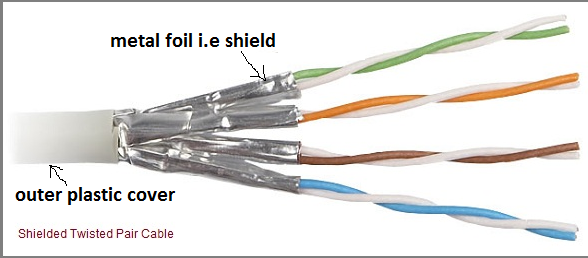 metal foil i.e shield
outer plastic cover
Shielded Twisted Pair Cable